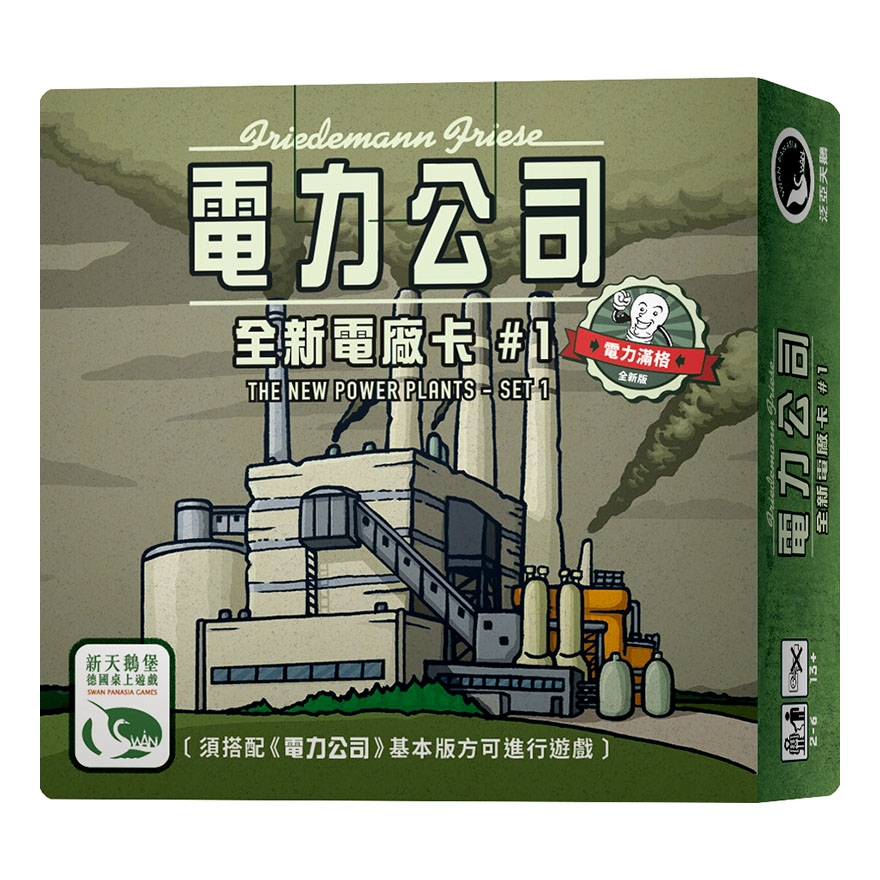 Friedemann Friese
電力公司
全新電廠卡 #1
THE NEW POWER PLANTS – SET 1
電力滿格
全新版
新天鵝堡
德國桌上遊戲
SWAN PANASIA GAMES
SWAN
〔 須搭配《電力公司》基本版方可進行遊戲 〕
SWAN PANASIA
SWAN
泛亞天鵝
Friedemann Friese
電力公司
全新電廠卡 #1
13+
2-6